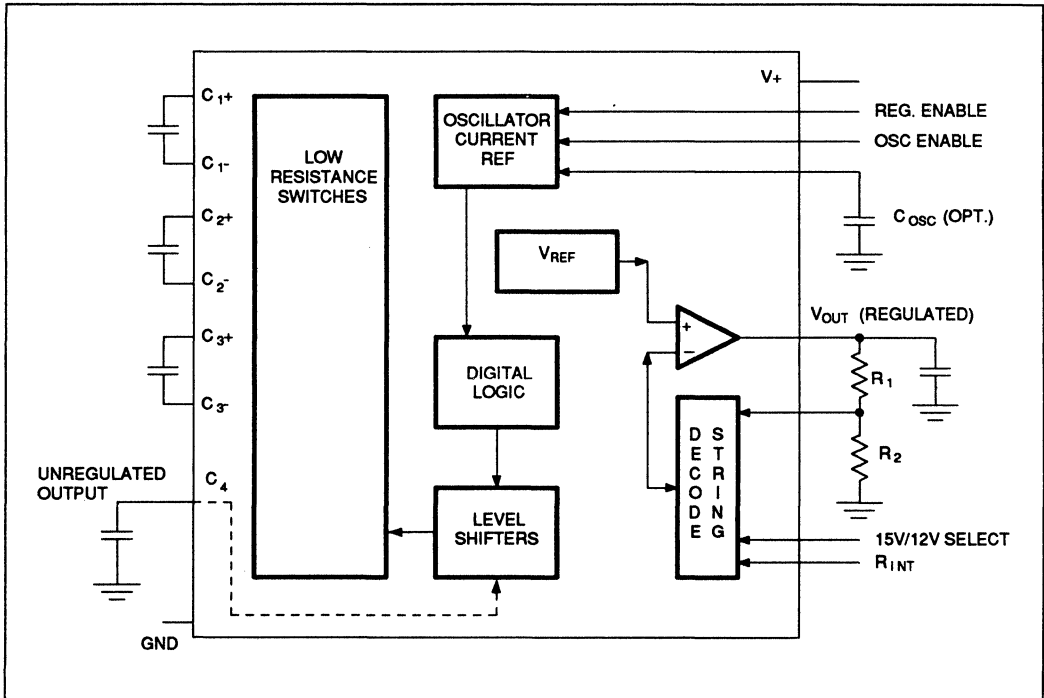 V+
C1+
OSCILLATOR
CURRENT
REF
REG. ENABLE
OSC ENABLE
C1-
LOW
RESISTANCE
SWITCHES
C2+
COSC (OPT.)
VREF
C2-
VOUT (REGULATED)
C3+
+
−
DIGITAL
LOGIC
R1
C3-
DECODE
STRING
R2
UNREGULATED
OUTPUT
C4
LEVEL
SHIFTERS
15V/12V SELECT
RINT
GND